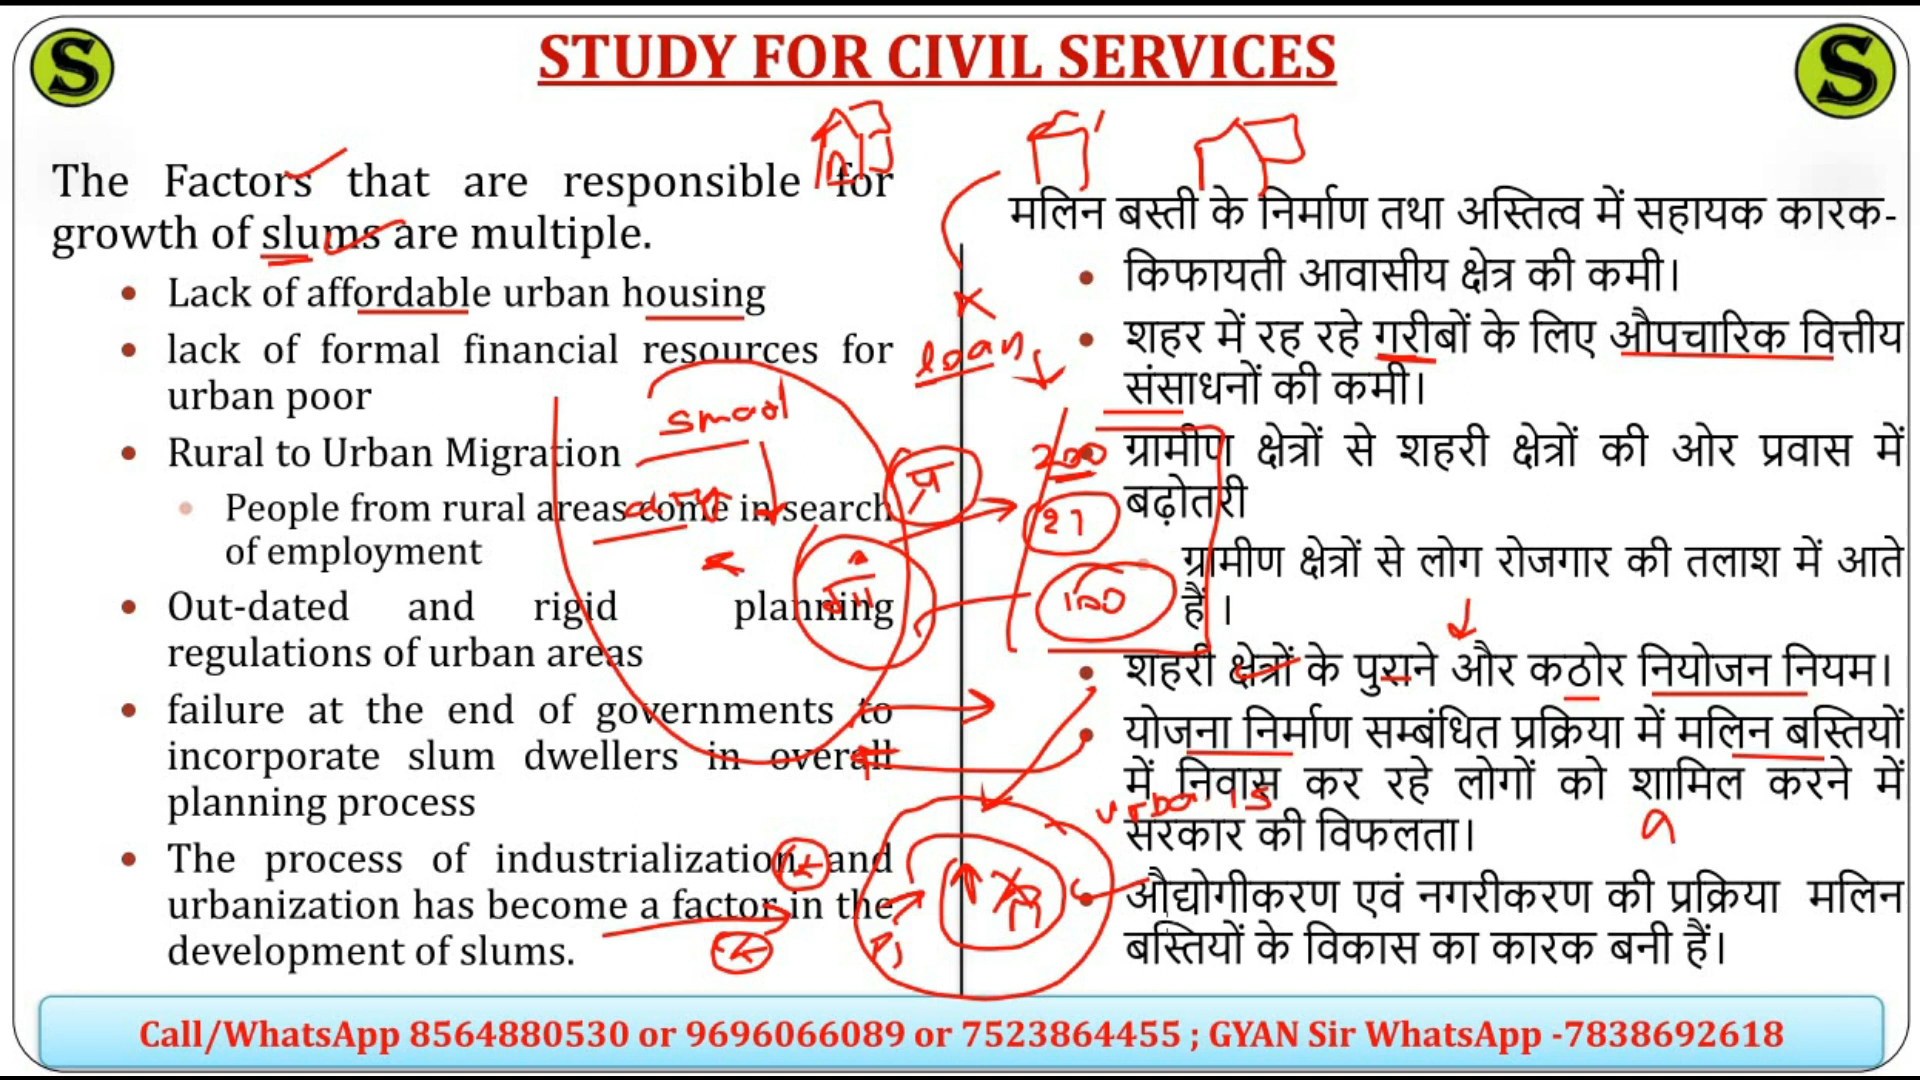 STUDY FOR CIVIL SERVICES
S
S
The Factors that are responsible for
growth of slums are multiple.
Lack of affordable urban housing
lack of formal financial resources for
urban poor
Rural to Urban Migration
People from rural areas come in search
of employment
Out-dated and rigid planning
regulations of urban areas
failure at the end of governments to
incorporate slum dwellers in overall
planning process
The process of industrialization and
urbanization has become a factor in the
development of slums.
मलिन बस्ती के निर्माण तथा अस्तित्व में सहायक कारक-
किफायती आवासीय क्षेत्र की कमी।
शहर में रह रहे गरीबों के लिए औपचारिक वित्तीय
संसाधनों की कमी।
ग्रामीण क्षेत्रों से शहरी क्षेत्रों की ओर प्रवास में
बढ़ोतरी
ग्रामीण क्षेत्रों से लोग रोजगार की तलाश में आते
हैं ।
शहरी क्षेत्रों के पुराने और कठोर नियोजन नियम।
योजना निर्माण सम्बंधित प्रक्रिया में मलिन बस्तियों
में निवास कर रहे लोगों को शामिल करने में
सरकार की विफलता।
औद्योगीकरण एवं नगरीकरण की प्रक्रिया मलिन
बस्तियों के विकास का कारक बनी हैं।
loan
200
100
Call/WhatsApp 8564880530 or 9696066089 or 7523864455 ; GYAN Sir WhatsApp -7838692618